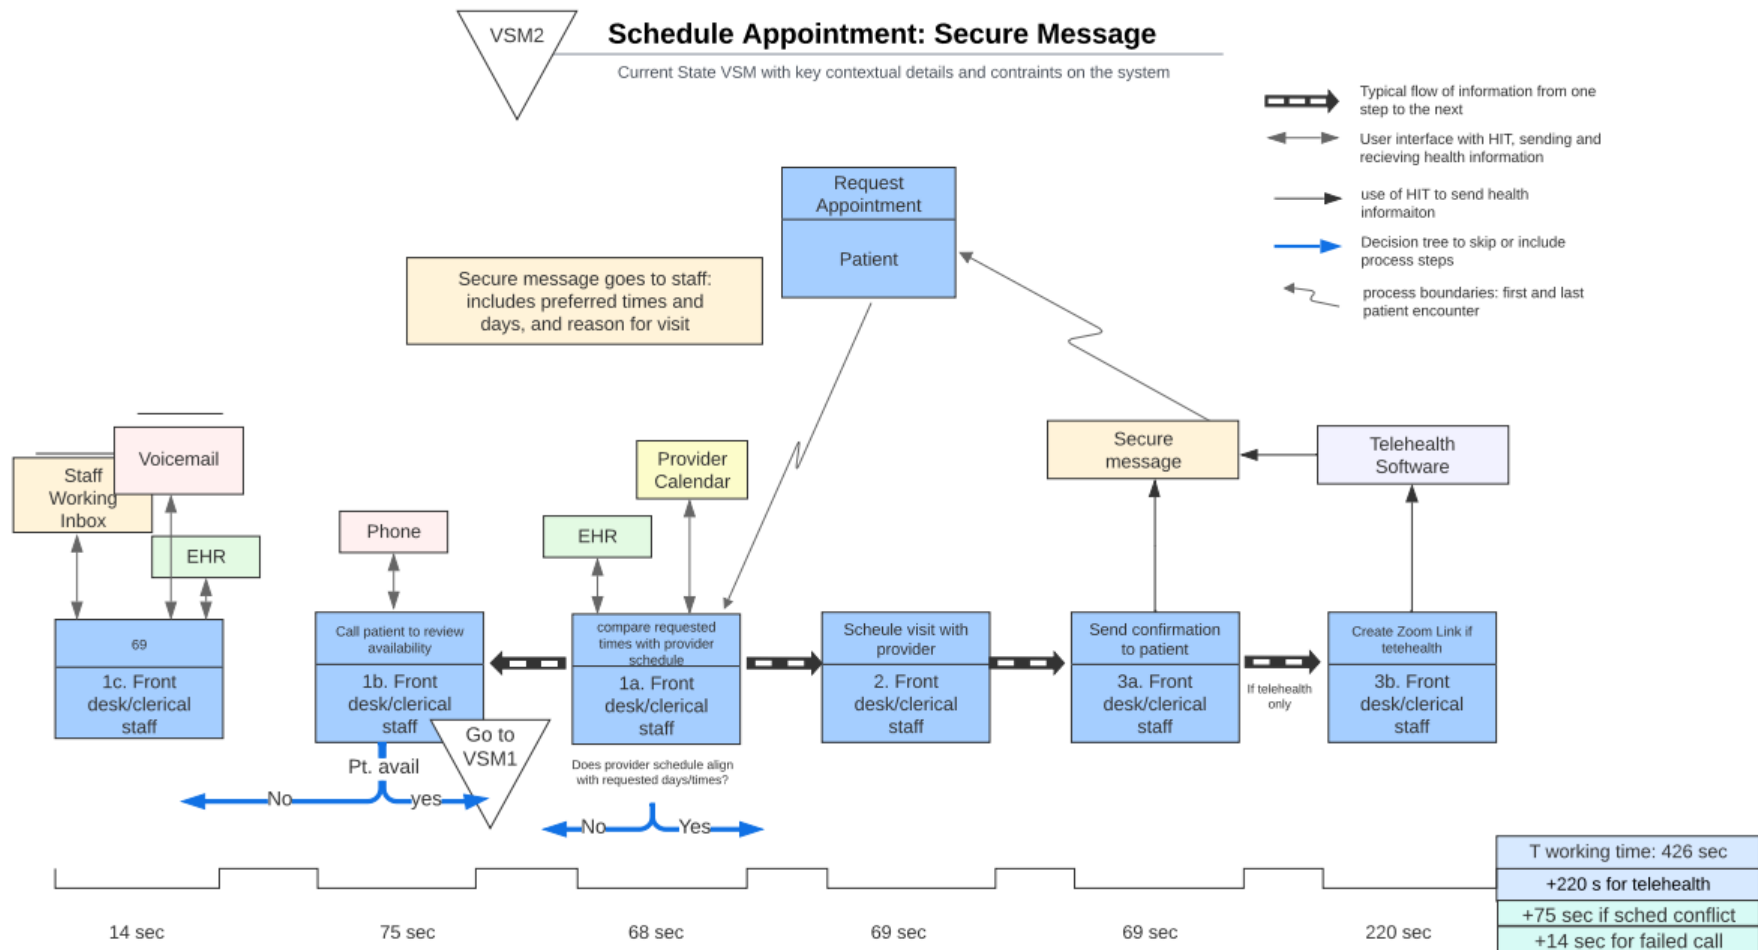 VSM2
Schedule Appointment: Secure Message
Current State VSM with key contextual details and contraints on the system
Typical flow of information from one
step to the next
User interface with HIT, sending and
recieving health information
use of HIT to send health
informaiton
Decision tree to skip or include
process steps
process boundaries: first and last
patient encounter
Request
Appointment
Patient
Secure message goes to staff:
includes preferred times and
days, and reason for visit
Staff
Working
Inbox
Voicemail
EHR
Phone
EHR
Provider
Calendar
Secure
message
Telehealth
Software
69
1c. Front
desk/clerical
staff
Call patient to review
availability
1b. Front
desk/clerical
staff
compare requested
times with provider
schedule
1a. Front
desk/clerical
staff
Scheule visit with
provider
2. Front
desk/clerical
staff
Send confirmation
to patient
3a. Front
desk/clerical
staff
If telehealth
only
Create Zoom Link if
tetehealth
3b. Front
desk/clerical
staff
Pt. avail
No
yes
Go to
VSM1
Does provider schedule align
with requested days/times?
No
Yes
14 sec
75 sec
68 sec
69 sec
69 sec
220 sec
T working time: 426 sec
+220 s for telehealth
+75 sec if sched conflict
+14 sec for failed call